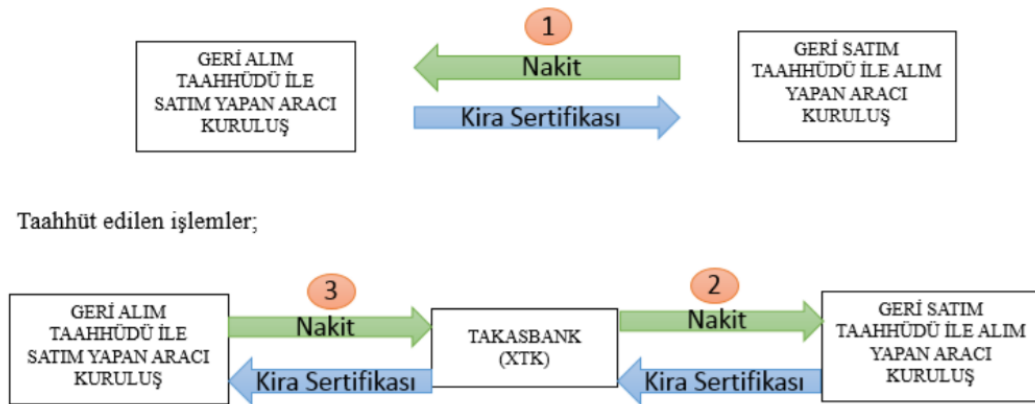 1
GERİ ALIM
TAAHHÜDÜ İLE
SATIM YAPAN ARACI
KURULUŞ
Nakit
Kira Sertifikası
GERİ SATIM
TAAHHÜDÜ İLE ALIM
YAPAN ARACI
KURULUŞ
Taahhüt edilen işlemler;
3
2
GERİ ALIM
TAAHHÜDÜ İLE
SATIM YAPAN ARACI
KURULUŞ
Nakit
Kira Sertifikası
TAKASBANK
(XTK)
Nakit
Kira Sertifikası
GERİ SATIM
TAAHHÜDÜ İLE ALIM
YAPAN ARACI
KURULUŞ